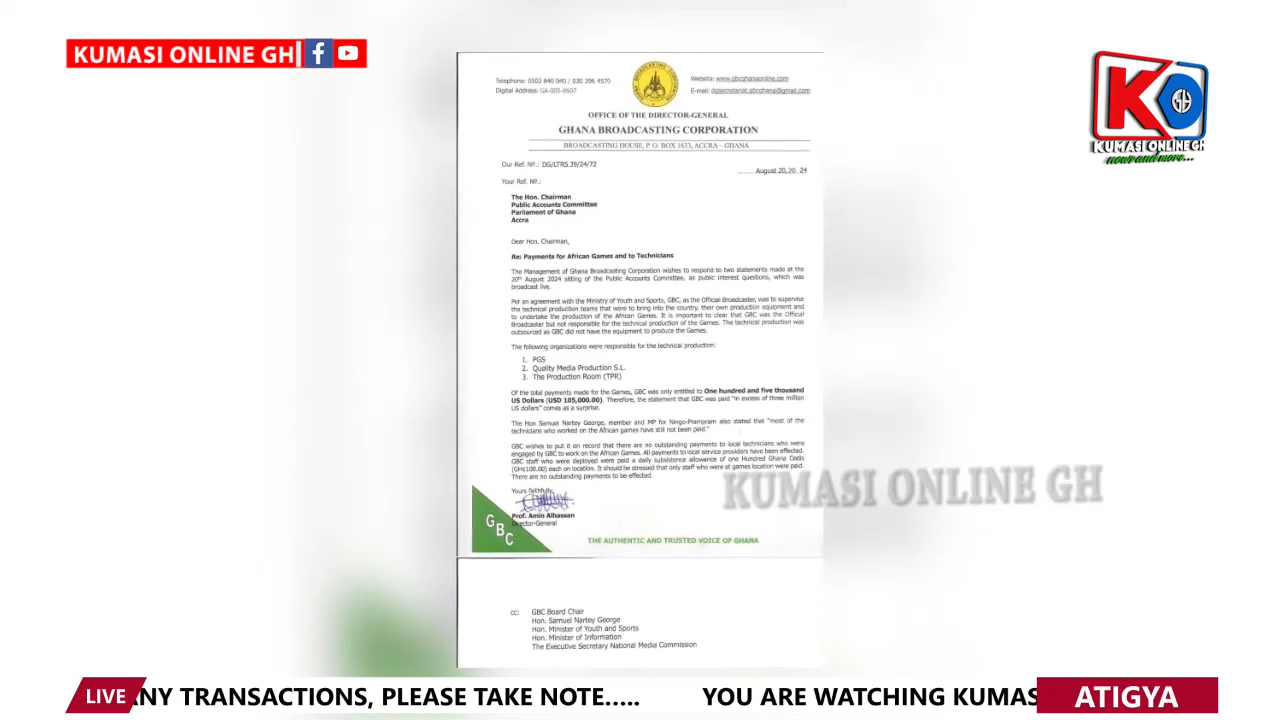 KUMASI ONLINE GH
KUMASI ONLINE GH
news and more...
Telephone: 0502 840 040 / 030 396 4570
Digital Address: GA-005-8607
Website: www.gbcghanaonline.com
E-mail: dgsecretariat.gbcghana@gmail.com
OFFICE OF THE DIRECTOR-GENERAL
GHANA BROADCASTING CORPORATION
BROADCASTING HOUSE, P. O. BOX 1633, ACCRA – GHANA
Our Ref. Nº.: DG/LTRS.39/24/72
August 20, 20 24
Your Ref. Nº.:
The Hon. Chairman
Public Accounts Committee
Parliament of Ghana
Accra
Dear Hon. Chairman,
Re: Payments for African Games and to Technicians
The Management of Ghana Broadcasting Corporation wishes to respond to two statements made at the
20th August 2024 sitting of the Public Accounts Committee, as public interest questions, which was
broadcast live.
Per an agreement with the Ministry of Youth and Sports, GBC, as the Official Broadcaster, was to supervise
the technical production teams that were to bring into the country, their own production equipment and
to undertake the production of the African Games. It is important to clear that GBC was the Official
Broadcaster but not responsible for the technical production of the Games. The technical production was
outsourced as GBC did not have the equipment to produce the Games.
The following organizations were responsible for the technical production:
1. PGS
2. Quality Media Production S.L.
3. The Production Room (TPR)
Of the total payments made for the Games, GBC was only entitled to One hundred and five thousand
US Dollars (USD 105,000.00). Therefore, the statement that GBC was paid "in excess of three million
US dollars" comes as a surprise.
The Hon Samuel Nartey George, member and MP for Ningo-Prampram also stated that "most of the
technicians who worked on the African games have still not been paid."
GBC wishes to put it on record that there are no outstanding payments to local technicians who were
engaged by GBC to work on the African Games. All payments to local service providers have been effected.
GBC staff who were deployed were paid a daily subsistence allowance of one Hundred Ghana Cedis
(GH¢100.00) each on location. It should be stressed that only staff who were at games location were paid.
There are no outstanding payments to be effected.
Yours faithfully,
Prof. Amin Alhassan
Director-General
GBC
THE AUTHENTIC AND TRUSTED VOICE OF GHANA
KUMASI ONLINE GH
cc: GBC Board Chair
Hon. Samuel Nartey George
Hon. Minister of Youth and Sports
Hon. Minister of Information
The Executive Secretary National Media Commission
LIVE NY TRANSACTIONS, PLEASE TAKE NOTE..... YOU ARE WATCHING KUMAS ATIGYA